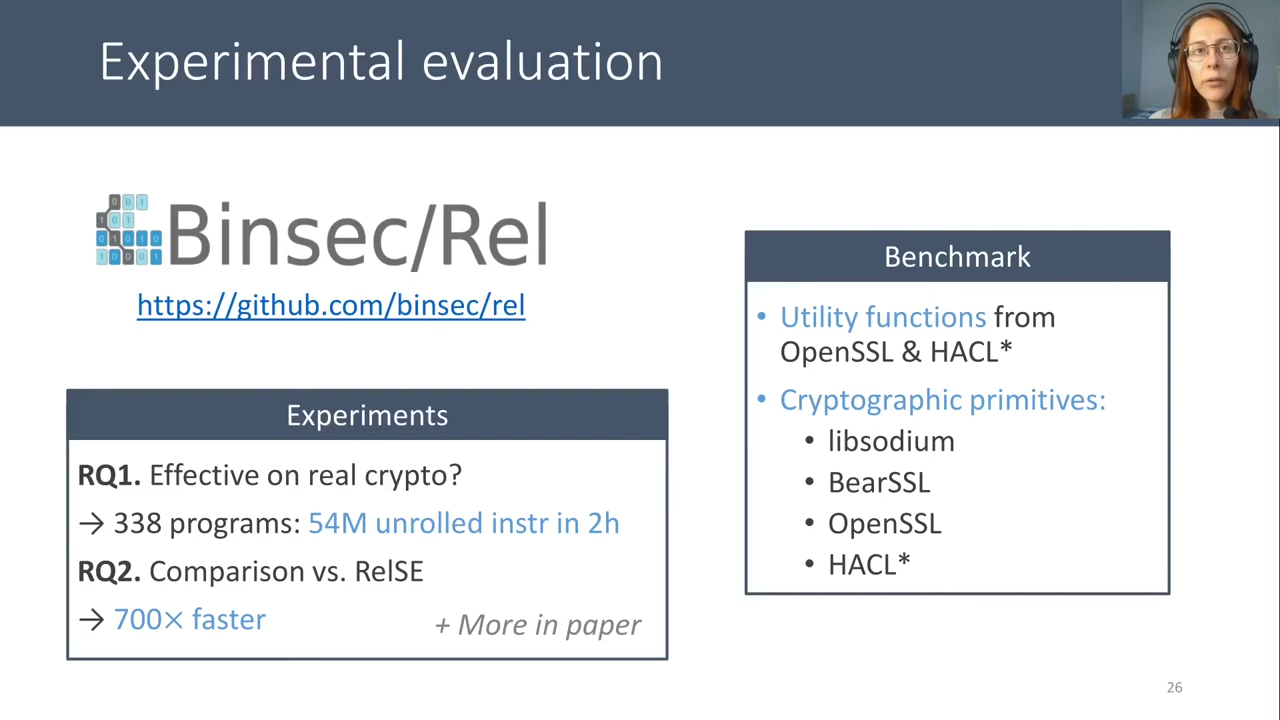 Experimental evaluation
Binsec/Rel
https://github.com/binsec/rel
Experiments
RQ1. Effective on real crypto?
→ 338 programs: 54M unrolled instr in 2h
RQ2. Comparison vs. RelSE
→ 700× faster
+ More in paper
Benchmark
• Utility functions from
OpenSSL & HACL*
• Cryptographic primitives:
• libsodium
• BearSSL
• OpenSSL
• HACL*
26